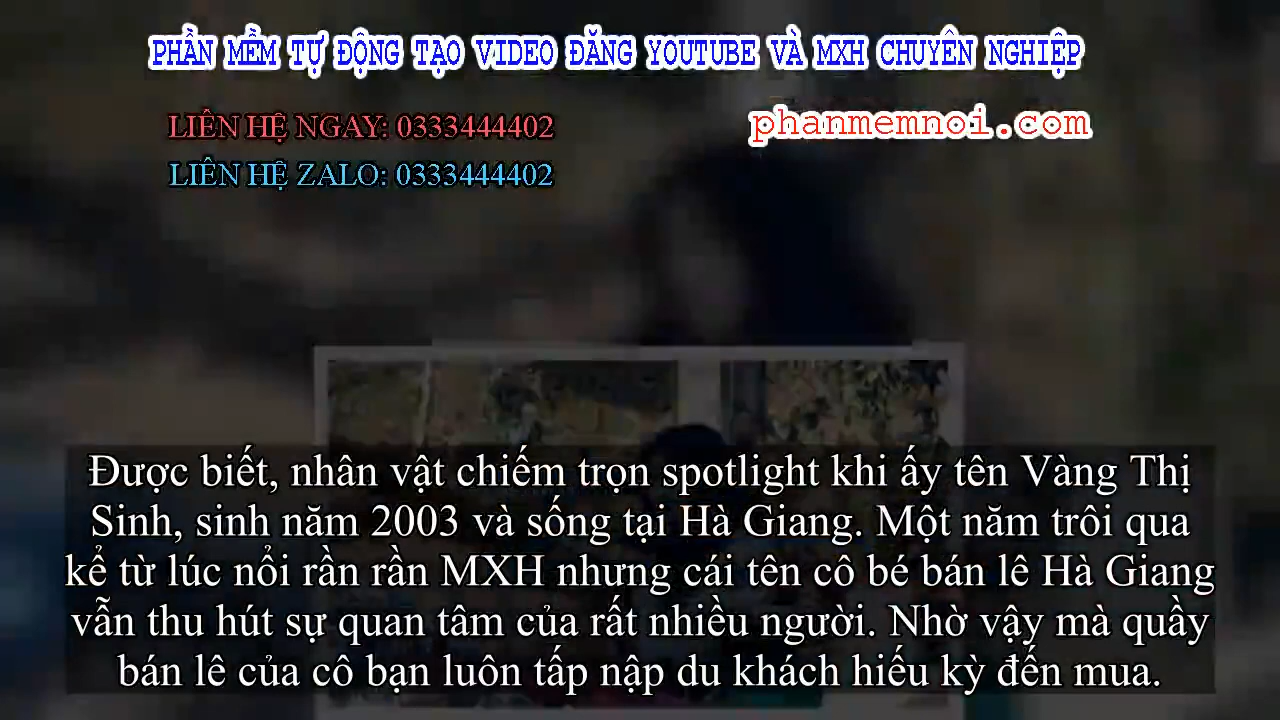 PHẦN MỀM TỰ ĐỘNG TẠO VIDEO ĐĂNG YOUTUBE VÀ MXH CHUYÊN NGHIỆP
LIÊN HỆ NGAY: 0333444402
phanmemnoi.com
LIÊN HỆ ZALO: 0333444402
Được biết, nhân vật chiếm trọn spotlight khi ấy tên Vàng Thị
Sinh, sinh năm 2003 và sống tại Hà Giang. Một năm trôi qua
kể từ lúc nổi rần rần MXH nhưng cái tên cô bé bán lê Hà Giang
vẫn thu hút sự quan tâm của rất nhiều người. Nhờ vậy mà quầy
bán lê của cô bạn luôn tấp nập du khách hiếu kỳ đến mua.